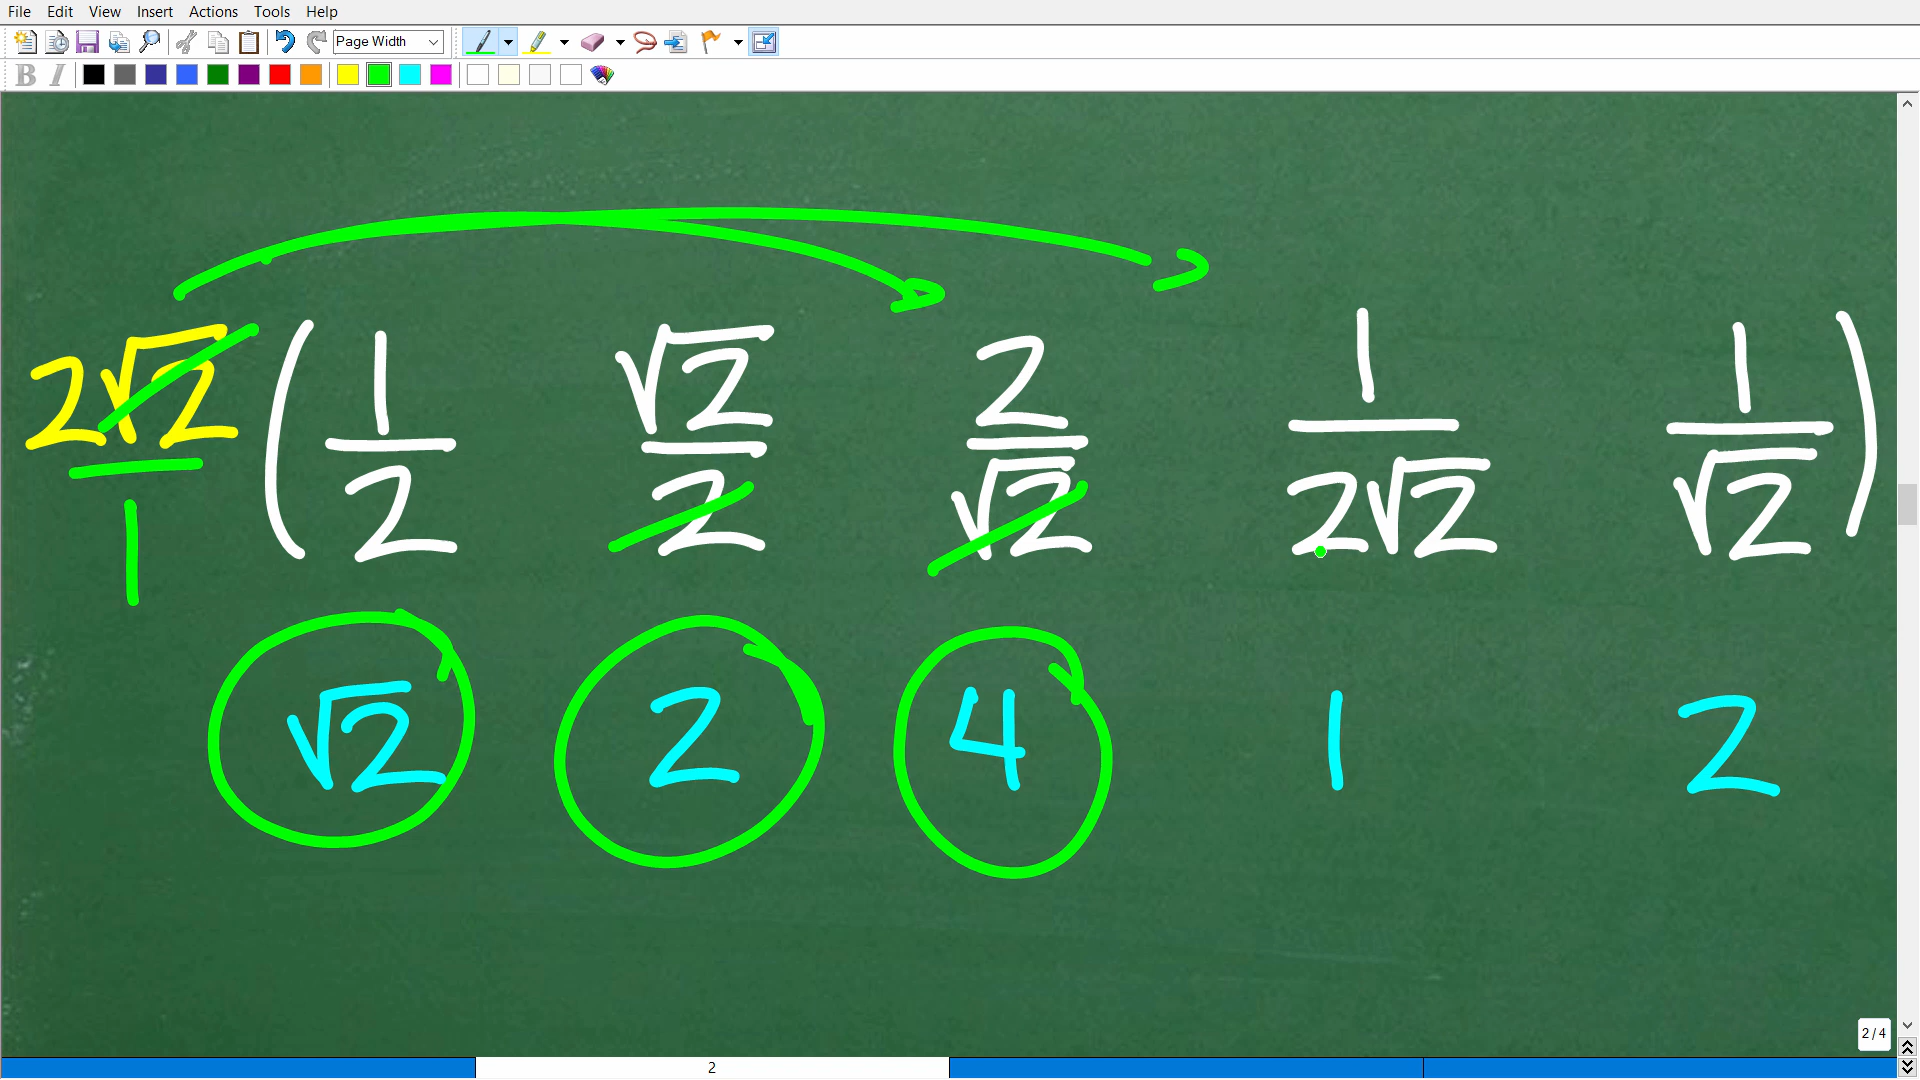 File Edit View Insert Actions Tools Help
Page Width
B I
2√2/1 ( 1/2 √2/2 2/√2 1/2√2 1/√2 )
√2 2 4 1 2
2 / 4
2